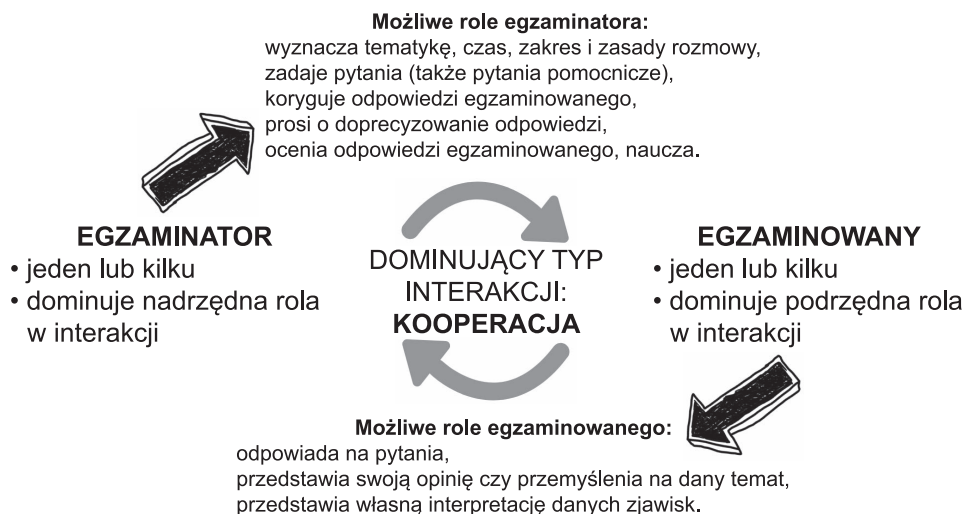 Możliwe role egzaminatora:
wyznacza tematykę, czas, zakres i zasady rozmowy,
zadaje pytania (także pytania pomocnicze),
koryguje odpowiedzi egzaminowanego,
prosi o doprecyzowanie odpowiedzi,
ocenia odpowiedzi egzaminowanego, naucza.
EGZAMINATOR
• jeden lub kilku
• dominuje nadrzędna rola
w interakcji
DOMINUJĄCY TYP
INTERAKCJI:
KOOPERACJA
EGZAMINOWANY
• jeden lub kilku
• dominuje podrzędna rola
w interakcji
Możliwe role egzaminowanego:
odpowiada na pytania,
przedstawia swoją opinię czy przemyślenia na dany temat,
przedstawia własną interpretację danych zjawisk.